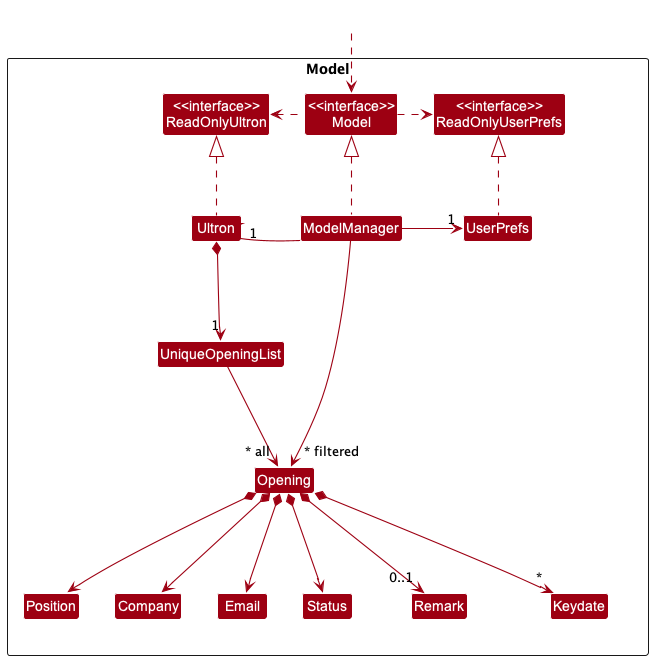 Model
<<interface>>
ReadOnlyUltron
<<interface>>
Model
<<interface>>
ReadOnlyUserPrefs
Ultron
1
ModelManager
1
UserPrefs
1
UniqueOpeningList
* all
* filtered
Opening
0..1
*
Position
Company
Email
Status
Remark
Keydate